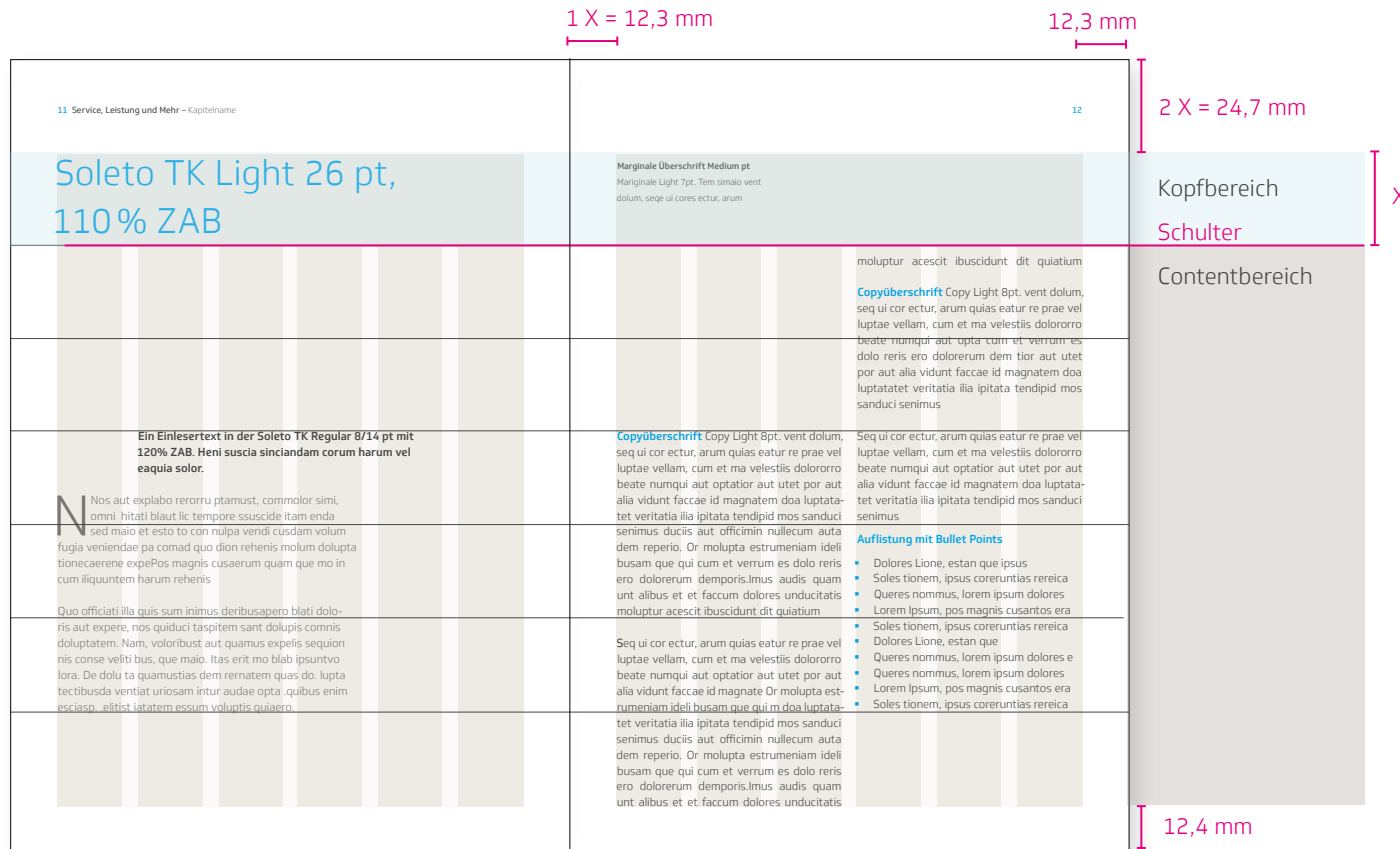 1 X = 12,3 mm
12,3 mm
2 X = 24,7 mm
11 Service, Leistung und Mehr – Kapitelname
12
Soleto TK Light 26 pt,
110 % ZAB
Marginale Überschrift Medium pt
Mariginale Light 7pt. Tem simaio vent
dolum, seqe ui cores ectur, arum
Kopfbereich
X
Schulter
Contentbereich
Ein Einlesertext in der Soleto TK Regular 8/14 pt mit
120% ZAB. Heni suscia sinciandam corum harum vel
eaquia solor.
N Nos aut explabo rerorru ptamust, commolor simi,
omni hitati blaut lic tempore ssuscide itam enda
sed maio et esto to con nulpa vendi cusdam volum
fugia veniendae pa comad quo dion rehenis molum dolupta
tionecaerene expePos magnis cusaerum quam que mo in
cum iliquuntem harum rehenis
Quo officiati illa quis sum inimus deribusapero blati dolo-
ris aut expere, nos quiduci taspitem sant dolupis comnis
doluptatem. Nam, voloribust aut quamus expelis sequion
nis conse veliti bus, que maio. Itas erit mo blab ipsuntvo
lora. De dolu ta quamustias dem rernatem quas do. lupta
tectibusda ventiat uriosam intur audae opta .quibus enim
esciasp. .elitist iatatem essum voluptis quiaero.
Copyüberschrift Copy Light 8pt. vent dolum,
seq ui cor ectur, arum quias eatur re prae vel
luptae vellam, cum et ma velestiis dolororro
beate numqui aut optatior aut utet por aut
alia vidunt faccae id magnatem doa luptata-
tet veritatia ilia ipitata tendipid mos sanduci
senimus duciis aut officimin nullecum auta
dem reperio. Or molupta estrumeniam ideli
busam que qui cum et verrum es dolo reris
ero dolorerum demporis.Imus audis quam
unt alibus et et faccum dolores unducitatis
moluptur acescit ibuscidunt dit quiatium
Seq ui cor ectur, arum quias eatur re prae vel
luptae vellam, cum et ma velestiis dolororro
beate numqui aut optatior aut utet por aut
alia vidunt faccae id magnate Or molupta est-
rumeniam ideli busam que qui m doa luptata-
tet veritatia ilia ipitata tendipid mos sanduci
senimus duciis aut officimin nullecum auta
dem reperio. Or molupta estrumeniam ideli
busam que qui cum et verrum es dolo reris
ero dolorerum demporis.Imus audis quam
unt alibus et et faccum dolores unducitatis
moluptur acescit ibuscidunt dit quiatium
Copyüberschrift Copy Light 8pt. vent dolum,
seq ui cor ectur, arum quias eatur re prae vel
luptae vellam, cum et ma velestiis dolororro
beate numqui aut opta cum et verrum es
dolo reris ero dolorerum dem tior aut utet
por aut alia vidunt faccae id magnatem doa
luptatatet veritatia ilia ipitata tendipid mos
sanduci senimus
Seq ui cor ectur, arum quias eatur re prae vel
luptae vellam, cum et ma velestiis dolororro
beate numqui aut optatior aut utet por aut
alia vidunt faccae id magnatem doa luptata-
tet veritatia ilia ipitata tendipid mos sanduci
senimus
Auflistung mit Bullet Points
▪ Dolores Lione, estan que ipsus
▪ Soles tionem, ipsus coreruntias rereica
▪ Queres nommus, lorem ipsum dolores
▪ Lorem Ipsum, pos magnis cusantos era
▪ Soles tionem, ipsus coreruntias rereica
▪ Dolores Lione, estan que
▪ Queres nommus, lorem ipsum dolores e
▪ Queres nommus, lorem ipsum dolores
▪ Lorem Ipsum, pos magnis cusantos era
▪ Soles tionem, ipsus coreruntias rereica
12,4 mm